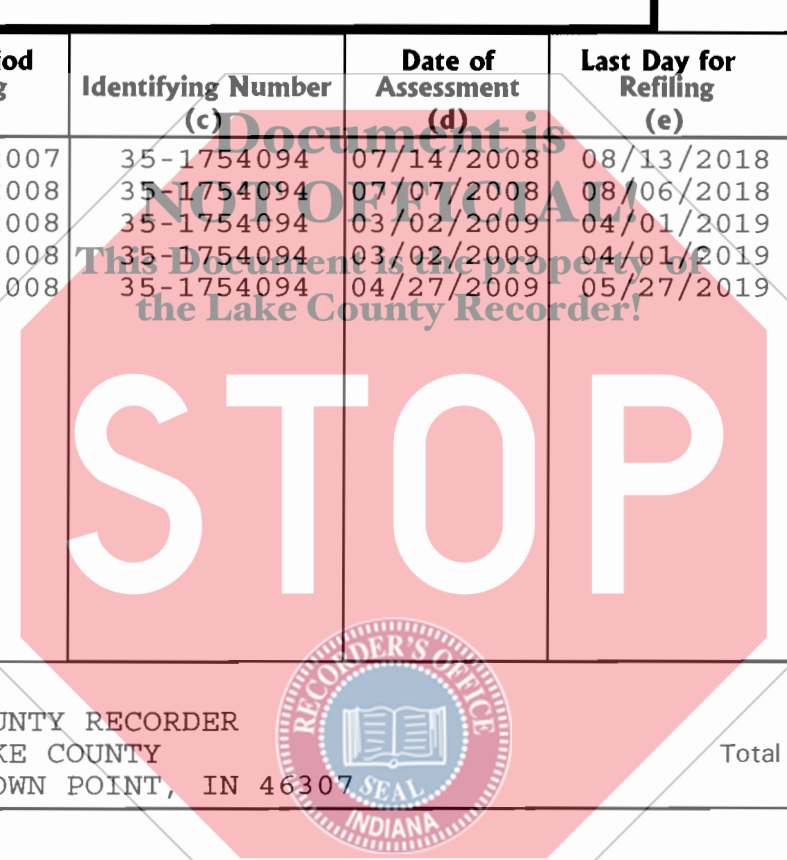 iod
g
Identifying Number
(c)
Date of
Assessment
(d)
Last Day for
Refiling
(e)
Document is
NOT OFFICIAL!
This Document is the property of
the Lake County Recorder!
007 35-1754094 07/14/2008 08/13/2018
008 35-1754094 07/07/2008 08/06/2018
008 35-1754094 03/02/2009 04/01/2019
008 35-1754094 03/02/2009 04/01/2019
008 35-1754094 04/27/2009 05/27/2019
STOP
RECORDER'S OFFICE
SEAL
INDIANA
UNTY RECORDER
KE COUNTY
OWN POINT, IN 46307
Total